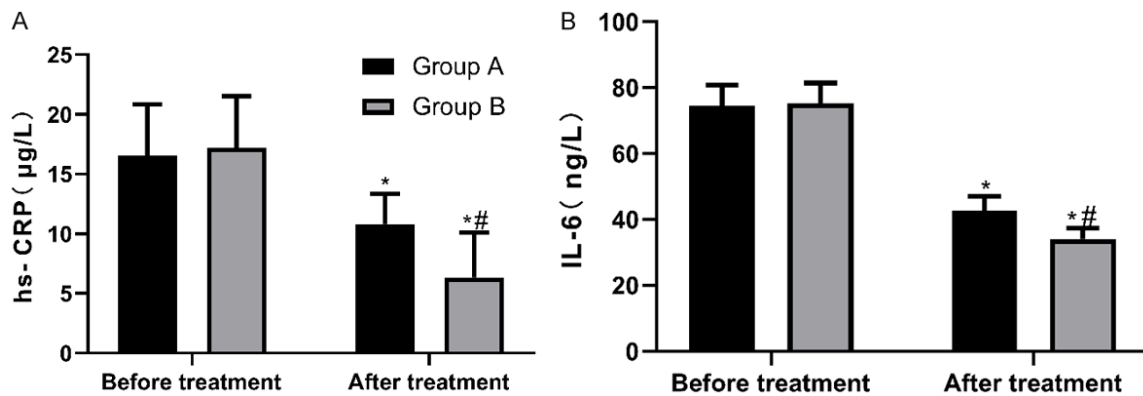 A
hs- CRP( μg/L)
25
20
15
10
5
0
Group A
Group B
*
*#
Before treatment
After treatment
B
IL-6( ng/L)
100
80
60
40
20
0
*
*#
Before treatment
After treatment